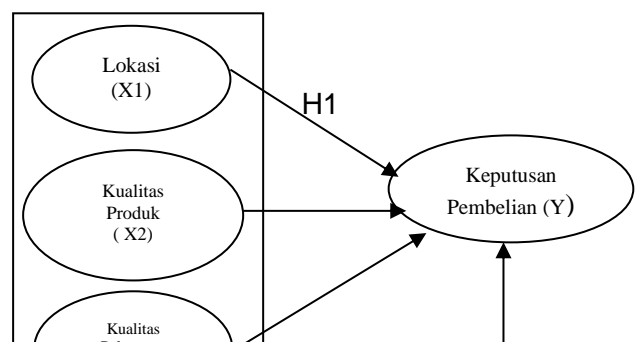 Lokasi
(X1)
H1
Keputusan
Pembelian (Y)
Kualitas
Produk
( X2)
Kualitas